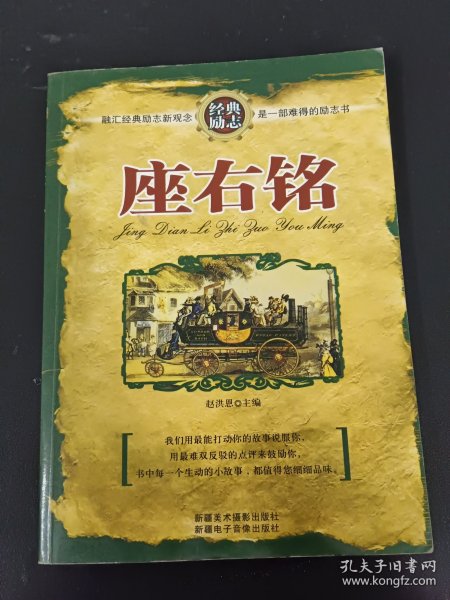 融汇经典励志新观念
经典
励志
是一部难得的励志书
座右铭
Jing Dian Li Zhi Zuo You Ming
赵洪恩 主编
我们用最能打动你的故事说服你,
用最难双反驳的点评来鼓励你,
书中每一个生动的小故事，都值得您细细品味。
新疆美术摄影出版社
新疆电子音像出版社
孔夫子旧书网
www.kongfz.com